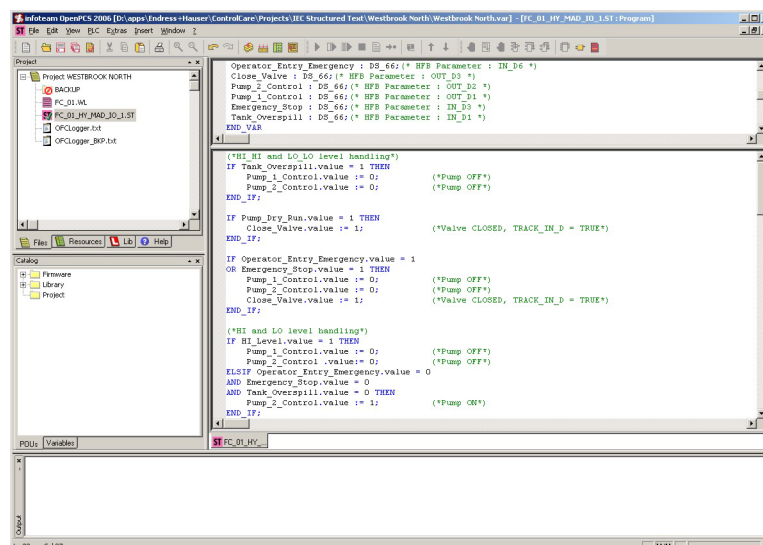 infoteam OpenPCS 2006 [D:\apps\Endress+Hauser\ControlCare\Projects\IEC Structured Text\Westbrook North\Westbrook North.var] - [FC_01_HY_MAD_IO_1.ST : Program]
ST File Edit View PLC Extras Insert Window ?
Project
Project WESTBROOK NORTH
BACKUP
FC_01.WL
FC_01_HY_MAD_IO_1.ST
OFCLogger.txt
OFCLogger_BKP.txt
Files Resources Lib Help
Catalog
Firmware
Library
Project
POUs Variables
Operator_Entry_Emergency : DS_66;(* HFB Parameter : IN_D6 *)
Close_Valve : DS_66;(* HFB Parameter : OUT_D3 *)
Pump_2_Control : DS_66;(* HFB Parameter : OUT_D2 *)
Pump_1_Control : DS_66;(* HFB Parameter : OUT_D1 *)
Emergency_Stop : DS_66;(* HFB Parameter : IN_D3 *)
Tank_Overspill : DS_66;(* HFB Parameter : IN_D1 *)
END_VAR
(*HI_HI and LO_LO level handling*)
IF Tank_Overspill.value = 1 THEN
Pump_1_Control.value := 0; (*Pump OFF*)
Pump_2_Control.value := 0; (*Pump OFF*)
END_IF;
IF Pump_Dry_Run.value = 1 THEN
Close_Valve.value := 1; (*Valve CLOSED, TRACK_IN_D = TRUE*)
END_IF;
IF Operator_Entry_Emergency.value = 1
OR Emergency_Stop.value = 1 THEN
Pump_1_Control.value := 0; (*Pump OFF*)
Pump_2_Control.value := 0; (*Pump OFF*)
Close_Valve.value := 1; (*Valve CLOSED, TRACK_IN_D = TRUE*)
END_IF;
(*HI and LO level handling*)
IF HI_Level.value = 1 THEN
Pump_1_Control.value := 0; (*Pump OFF*)
Pump_2_Control .value:= 0; (*Pump OFF*)
ELSIF Operator_Entry_Emergency.value = 0
AND Emergency_Stop.value = 0
AND Tank_Overspill.value = 0 THEN
Pump_2_Control.value := 1; (*Pump ON*)
END_IF;
ST FC_01_HY_...
Output